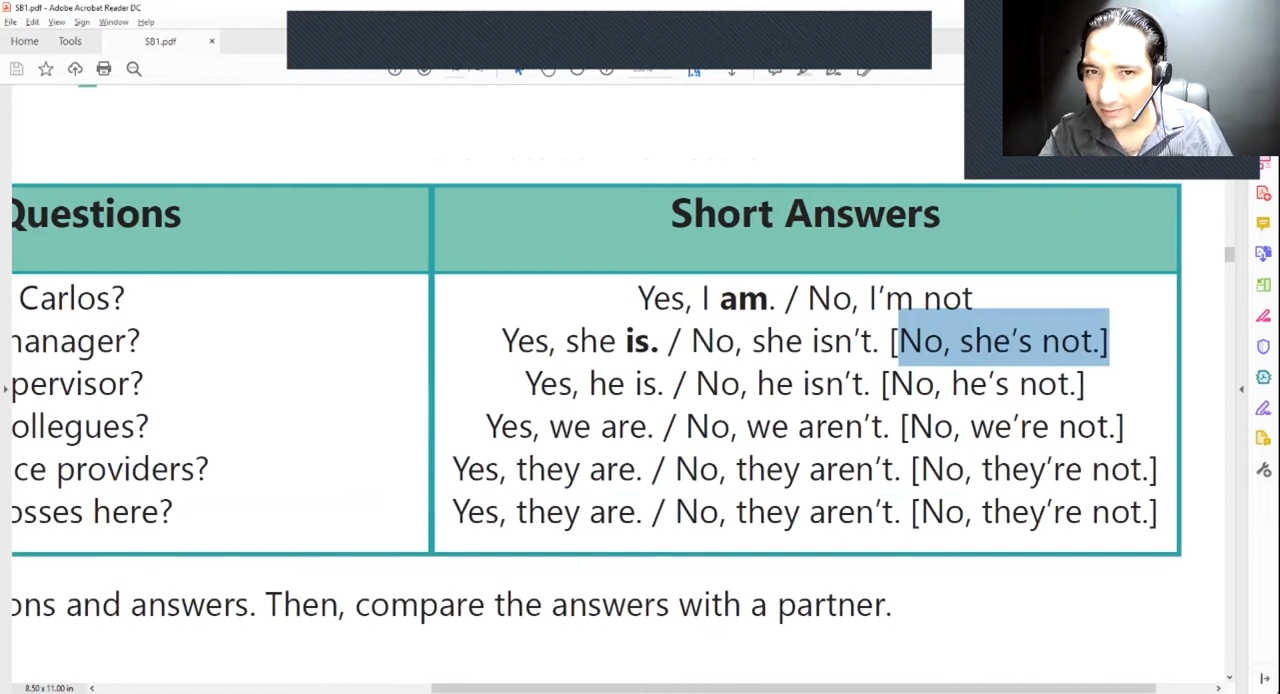 SB1.pdf - Adobe Acrobat Reader DC
File Edit View Sign Window Help
Home Tools SB1.pdf ×
Questions Short Answers
Carlos? Yes, I am. / No, I'm not
manager? Yes, she is. / No, she isn't. [No, she's not.]
pervisor? Yes, he is. / No, he isn't. [No, he's not.]
ollegues? Yes, we are. / No, we aren't. [No, we're not.]
ce providers? Yes, they are. / No, they aren't. [No, they're not.]
osses here? Yes, they are. / No, they aren't. [No, they're not.]
ons and answers. Then, compare the answers with a partner.
8.50 x 11.00 in